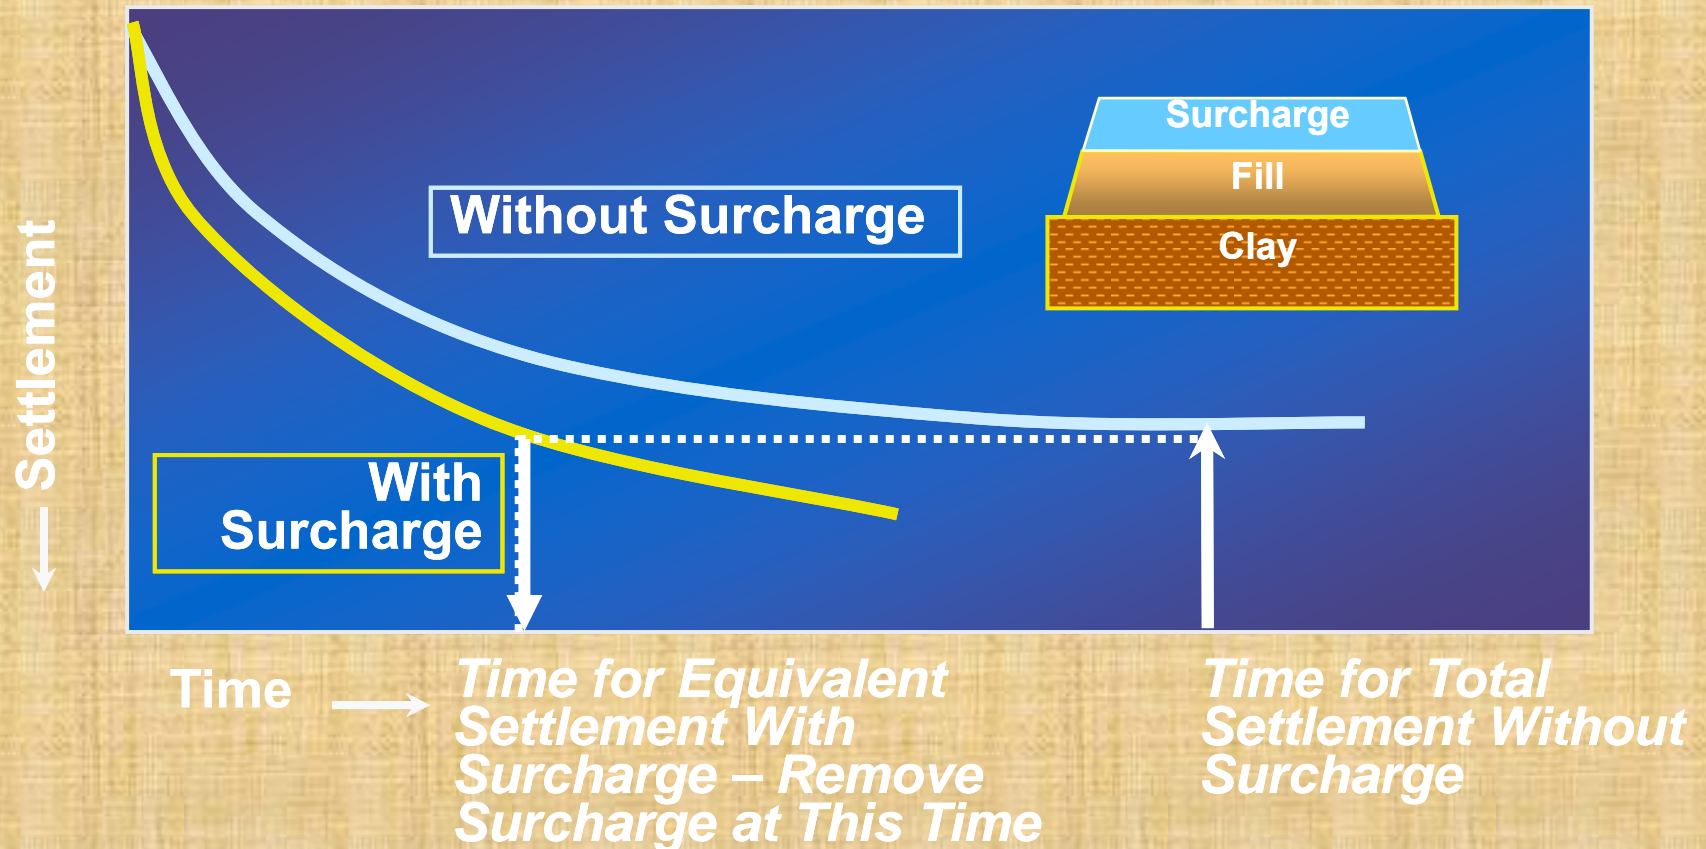 Surcharge
Fill
Clay
Without Surcharge
With
Surcharge
Settlement
Time
Time for Equivalent
Settlement With
Surcharge – Remove
Surcharge at This Time
Time for Total
Settlement Without
Surcharge